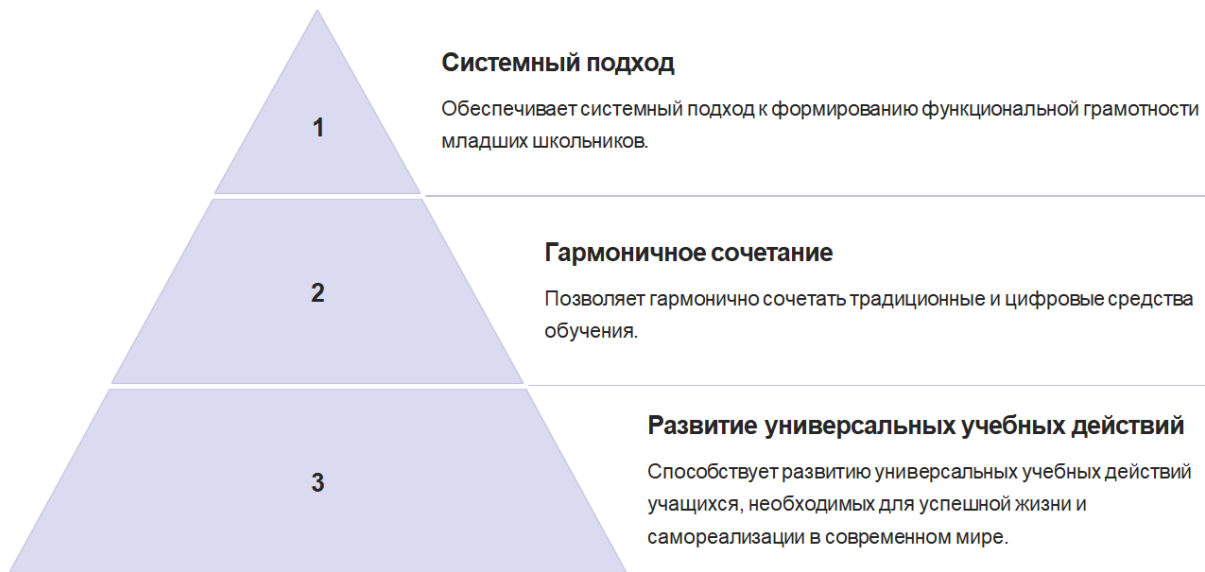 1
Системный подход
Обеспечивает системный подход к формированию функциональной грамотности
младших школьников.
2
Гармоничное сочетание
Позволяет гармонично сочетать традиционные и цифровые средства
обучения.
3
Развитие универсальных учебных действий
Способствует развитию универсальных учебных действий
учащихся, необходимых для успешной жизни и
самореализации в современном мире.